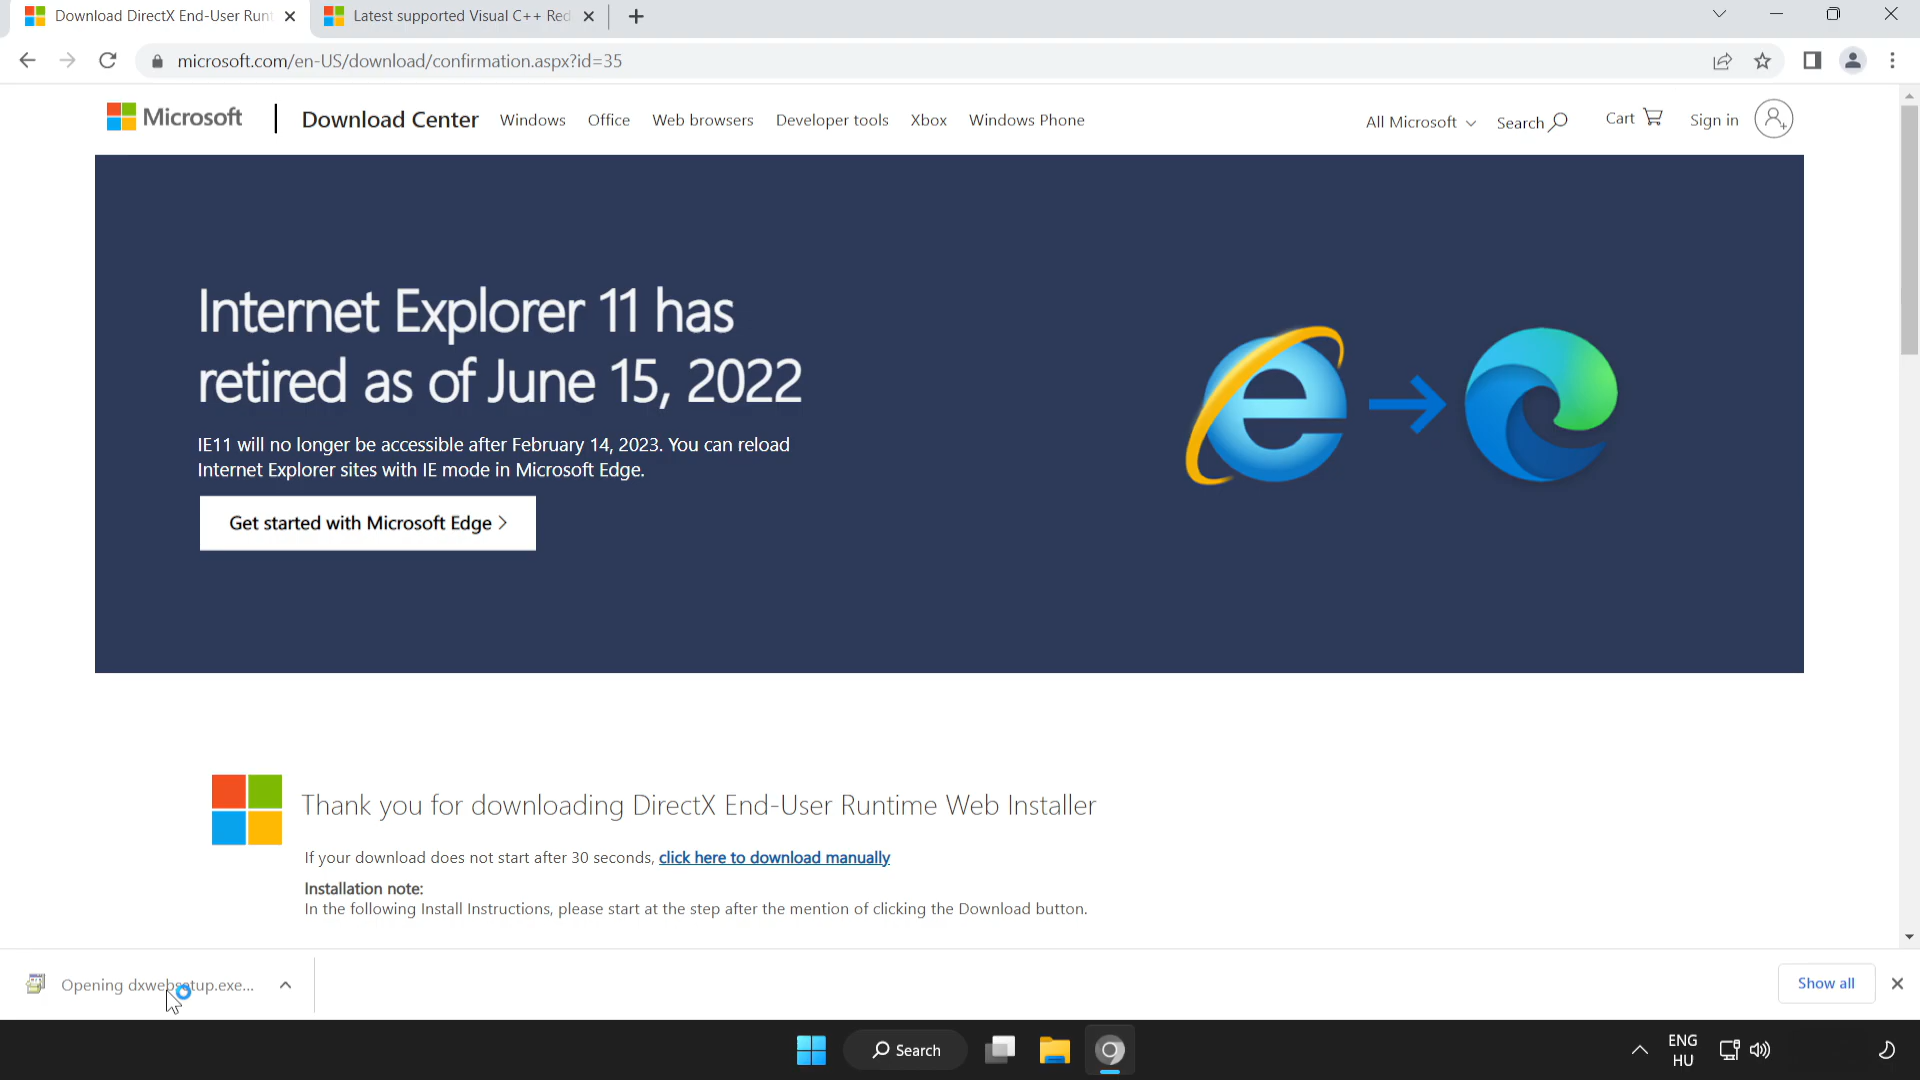 Download DirectX End-User Runt
Latest supported Visual C++ Red
microsoft.com/en-US/download/confirmation.aspx?id=35
Microsoft
Download Center
Windows
Office
Web browsers
Developer tools
Xbox
Windows Phone
All Microsoft
Search
Cart
Sign in
Internet Explorer 11 has
retired as of June 15, 2022
IE11 will no longer be accessible after February 14, 2023. You can reload
Internet Explorer sites with IE mode in Microsoft Edge.
Get started with Microsoft Edge >
Thank you for downloading DirectX End-User Runtime Web Installer
If your download does not start after 30 seconds, click here to download manually
Installation note:
In the following Install Instructions, please start at the step after the mention of clicking the Download button.
Opening dxwebsetup.exe...
Show all
Search
ENG
HU